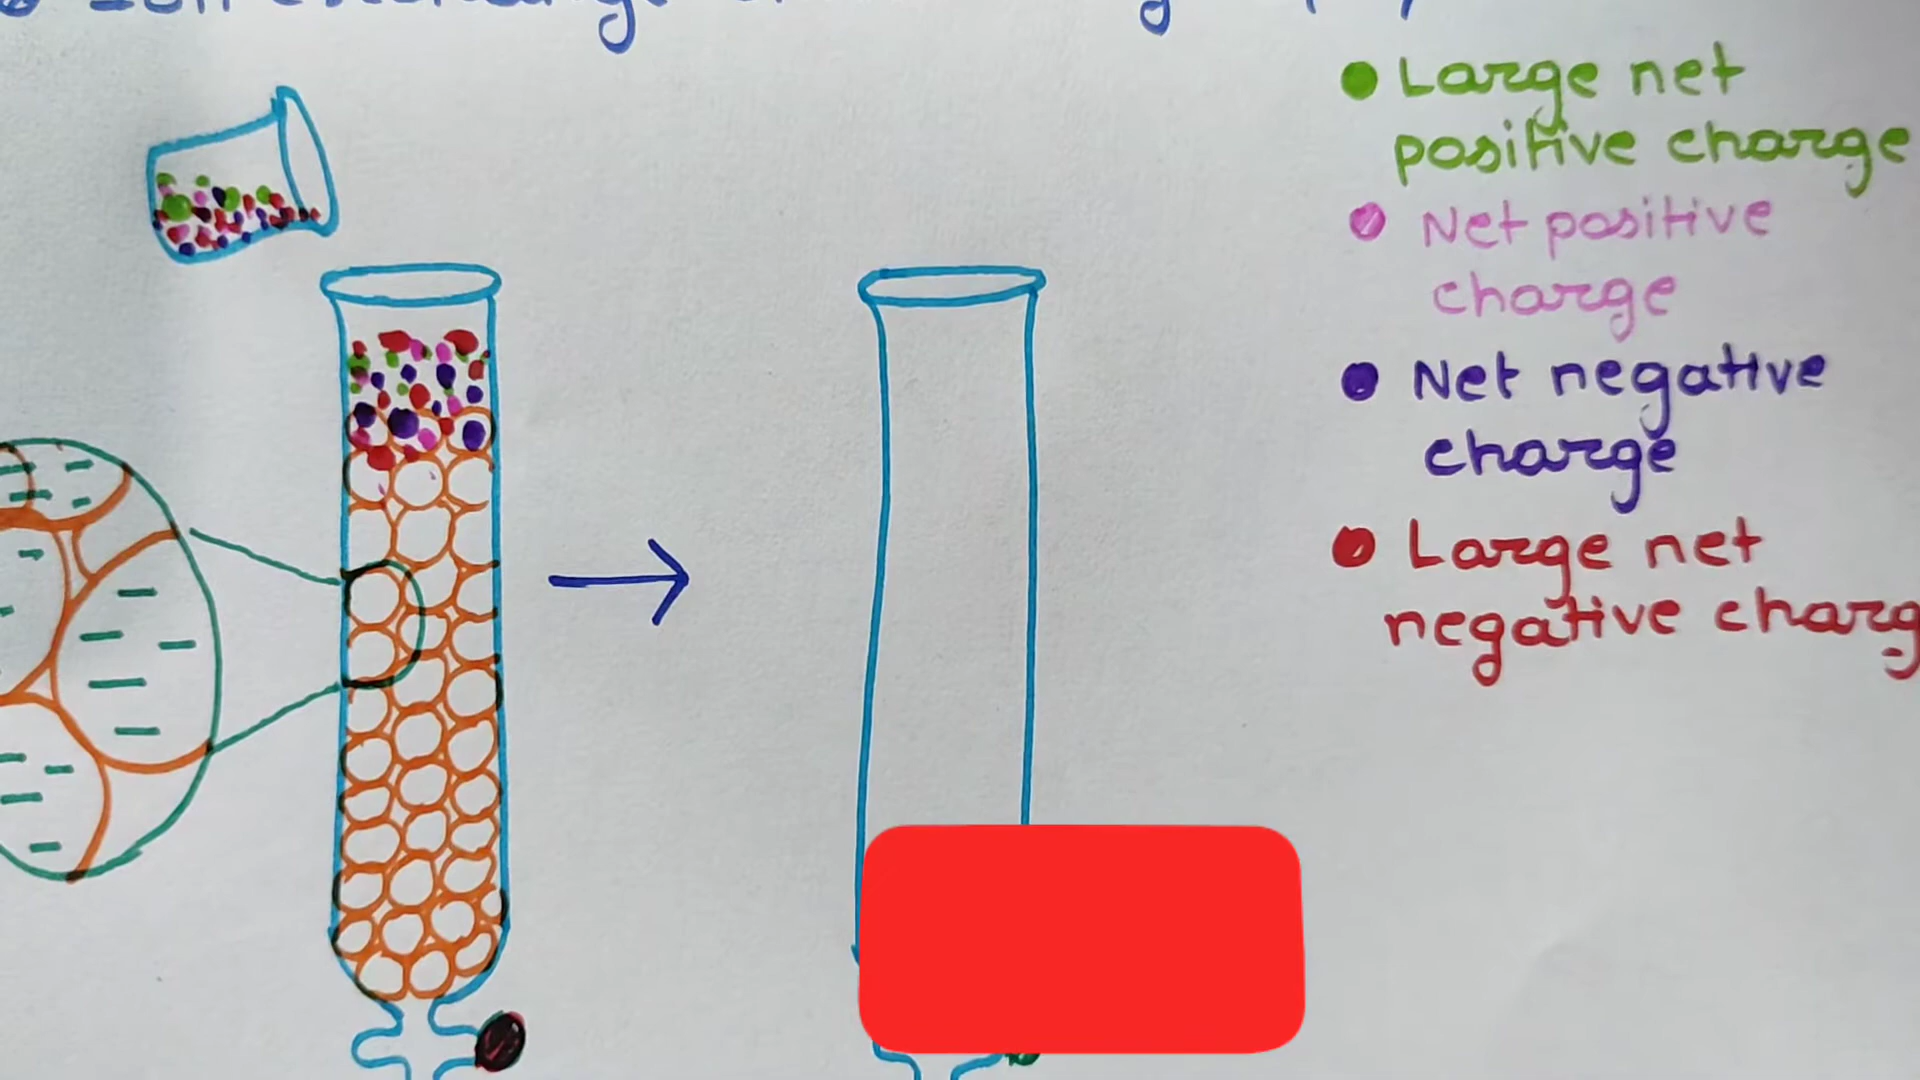 Large net
positive charge
Net positive
charge
Net negative
charge
Large net
negative charg